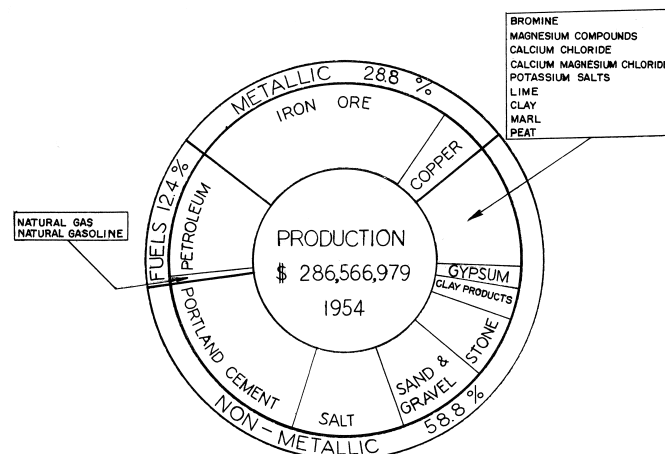 BROMINE
MAGNESIUM COMPOUNDS
CALCIUM CHLORIDE
CALCIUM MAGNESIUM CHLORIDE
POTASSIUM SALTS
LIME
CLAY
MARL
PEAT
METALLIC 28.8 %
IRON ORE
COPPER
FUELS 12.4 %
PETROLEUM
NATURAL GAS
NATURAL GASOLINE
PRODUCTION
$ 286,566,979
1954
GYPSUM
CLAY PRODUCTS
STONE
SAND &
GRAVEL
SALT
PORTLAND CEMENT
NON-METALLIC 58.8 %